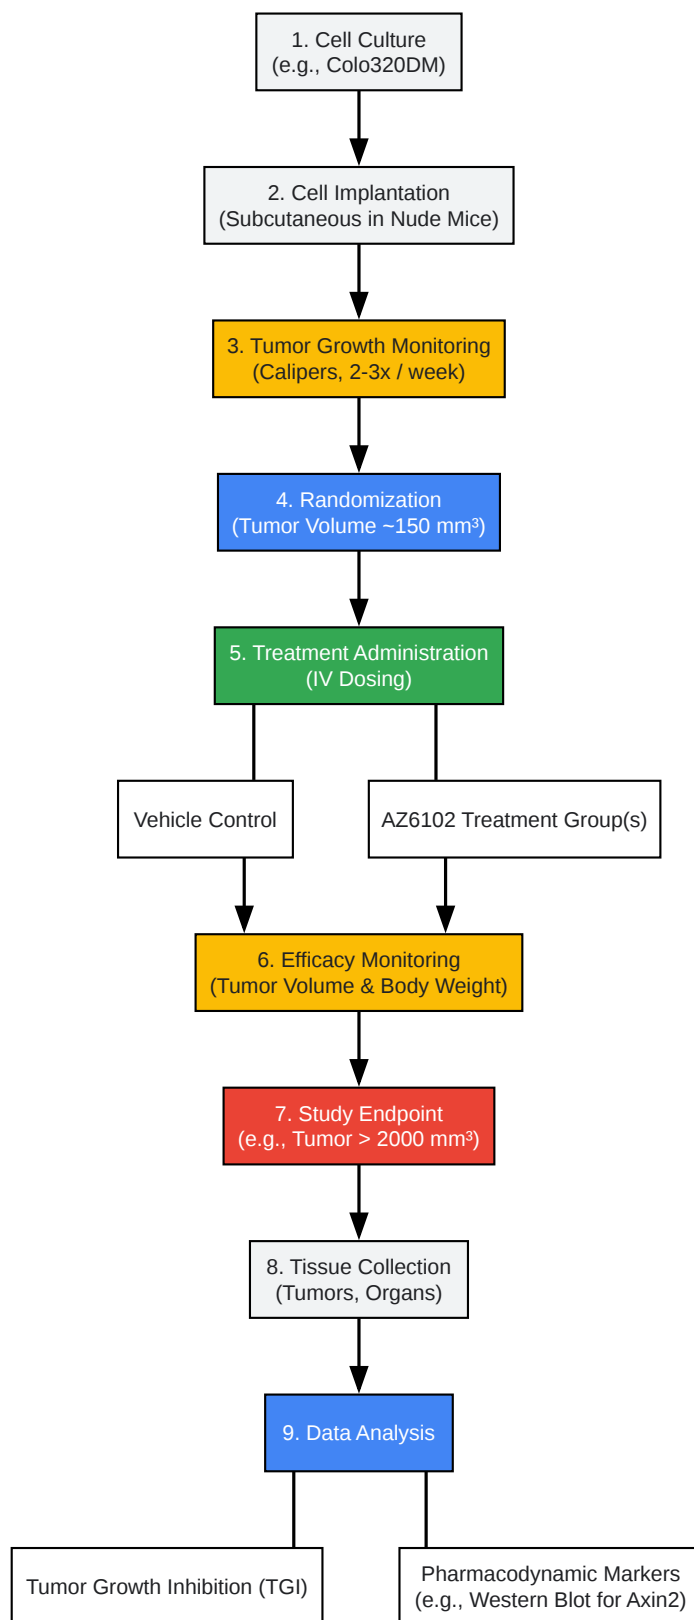 1. Cell Culture
(e.g., Colo320DM)
2. Cell Implantation
(Subcutaneous in Nude Mice)
3. Tumor Growth Monitoring
(Calipers, 2-3x / week)
4. Randomization
(Tumor Volume ~150 mm³)
5. Treatment Administration
(IV Dosing)
Vehicle Control
AZ6102 Treatment Group(s)
6. Efficacy Monitoring
(Tumor Volume & Body Weight)
7. Study Endpoint
(e.g., Tumor > 2000 mm³)
8. Tissue Collection
(Tumors, Organs)
9. Data Analysis
Tumor Growth Inhibition (TGI)
Pharmacodynamic Markers
(e.g., Western Blot for Axin2)